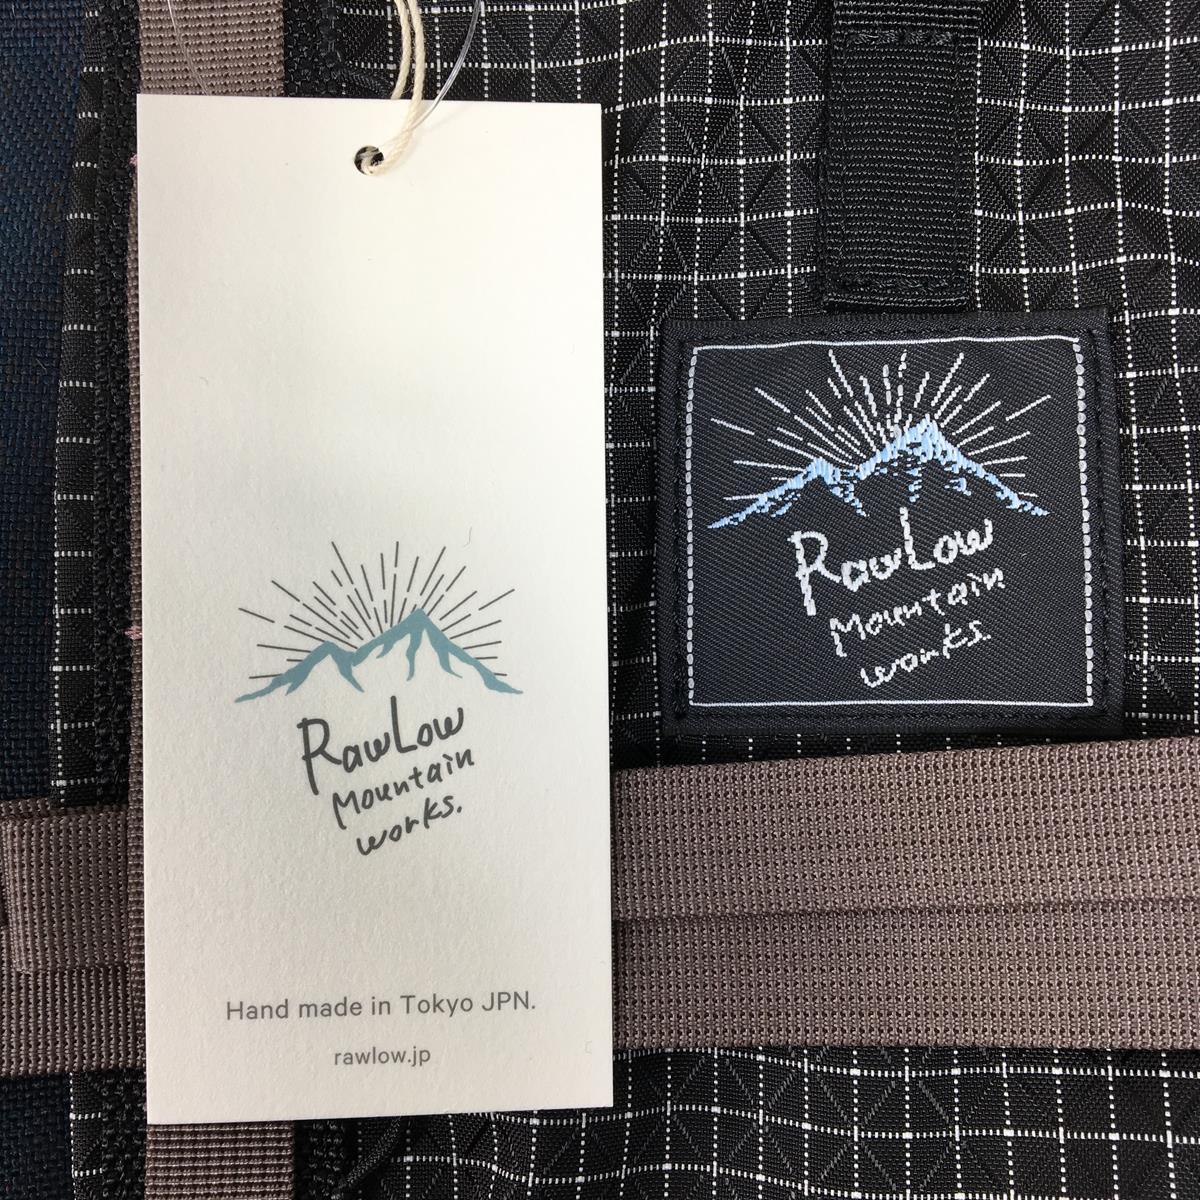 RawLow
Mountain
works.
Hand made in Tokyo JPN.
rawlow.jp
RawLow
Mountain
works.